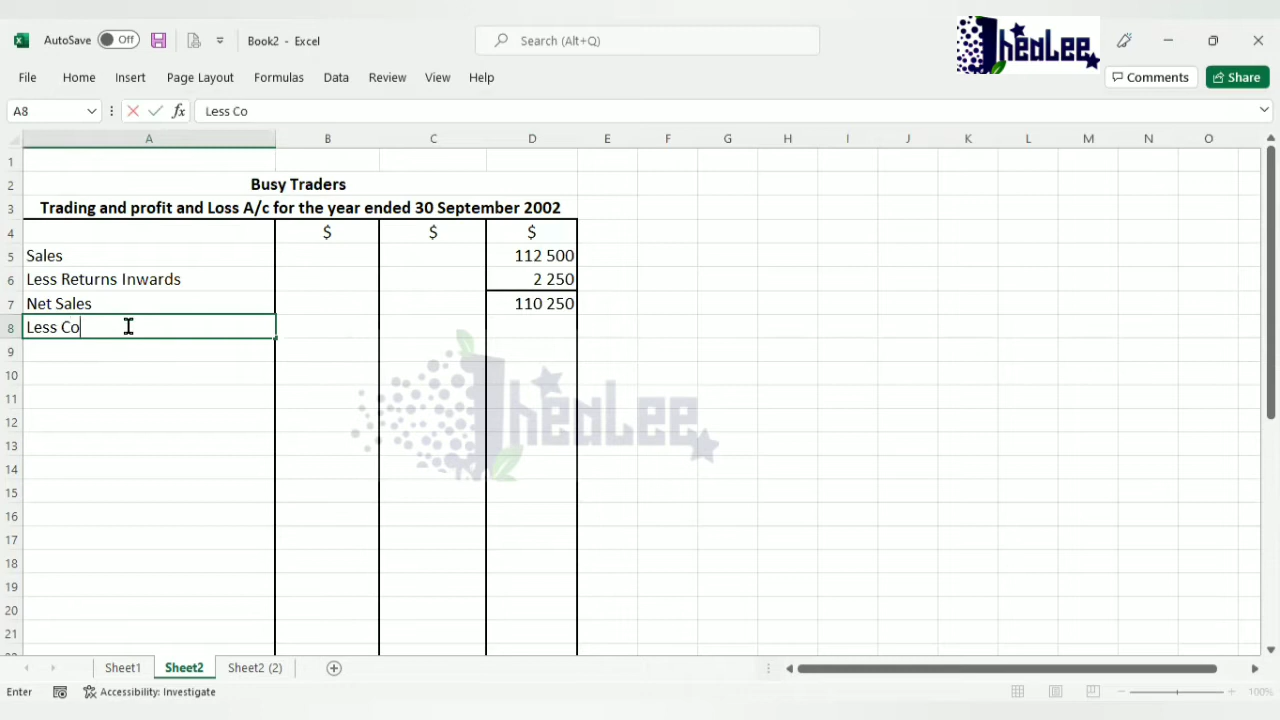 AutoSave Off Book2 - Excel Search (Alt+Q) JheaLee
File Home Insert Page Layout Formulas Data Review View Help Comments Share
A8 fx Less Co
A B C D E F G H I J K L M N O
1
2 Busy Traders
3 Trading and profit and Loss A/c for the year ended 30 September 2002
4 $ $ $
5 Sales 112 500
6 Less Returns Inwards 2 250
7 Net Sales 110 250
8 Less Co
9
10
11
12
JheaLee
13
14
15
16
17
18
19
20
21
Sheet1 Sheet2 Sheet2 (2)
Enter Accessibility: Investigate 100%